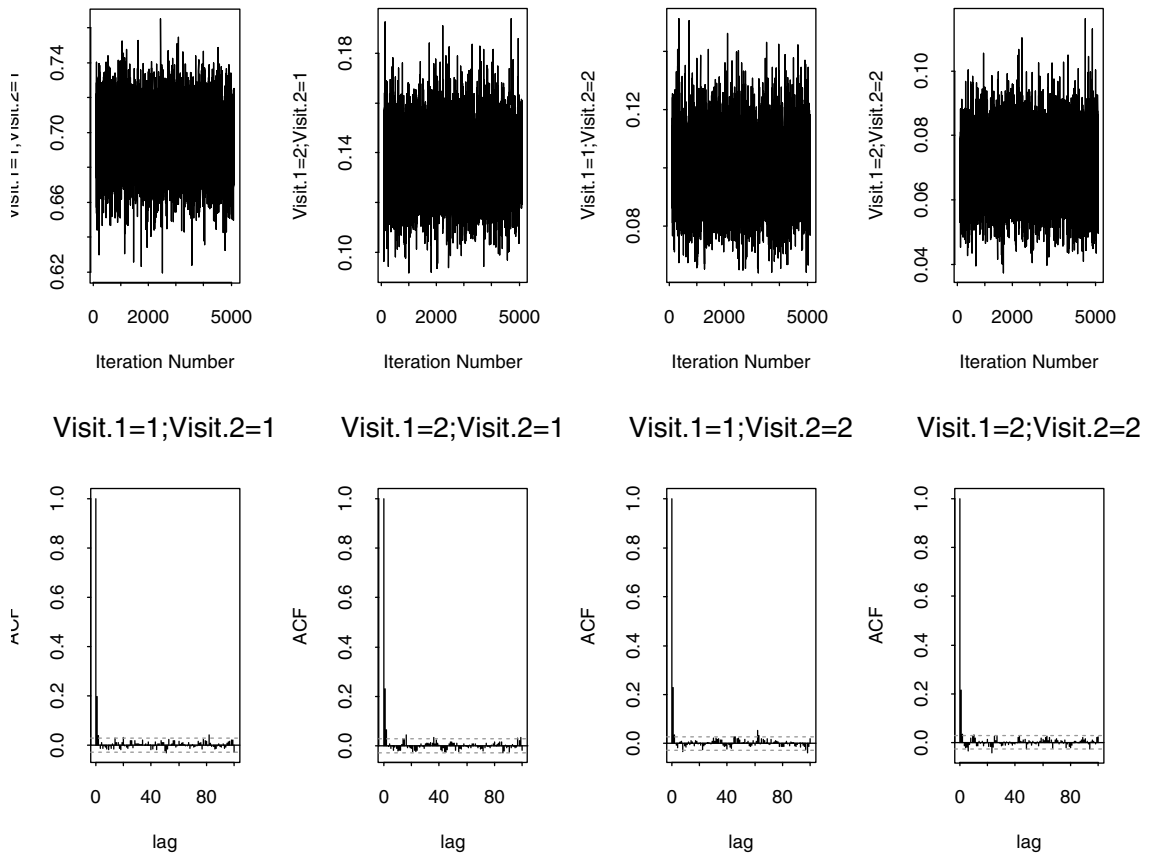 0.62 0.66 0.70 0.74
0 2000 5000
Iteration Number
Visit.1=2;Visit.2=1
0.10 0.14 0.18
0 2000 5000
Iteration Number
Visit.1=1;Visit.2=2
0.08 0.12
0 2000 5000
Iteration Number
Visit.1=2;Visit.2=2
0.04 0.06 0.08 0.10
0 2000 5000
Iteration Number
Visit.1=1;Visit.2=1
ACF
0.0 0.2 0.4 0.6 0.8 1.0
0 40 80
lag
Visit.1=2;Visit.2=1
ACF
0.0 0.2 0.4 0.6 0.8 1.0
0 40 80
lag
Visit.1=1;Visit.2=2
ACF
0.0 0.2 0.4 0.6 0.8 1.0
0 40 80
lag
Visit.1=2;Visit.2=2
ACF
0.0 0.2 0.4 0.6 0.8 1.0
0 40 80
lag